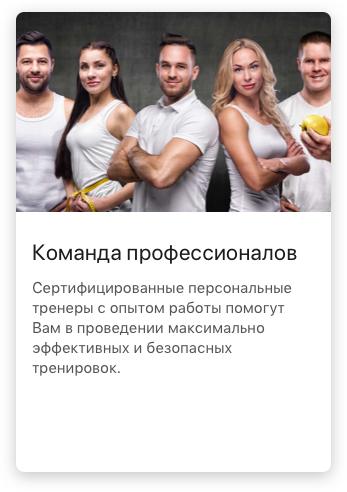 Команда профессионалов
Сертифицированные персональные
тренеры с опытом работы помогут
Вам в проведении максимально
эффективных и безопасных
тренировок.